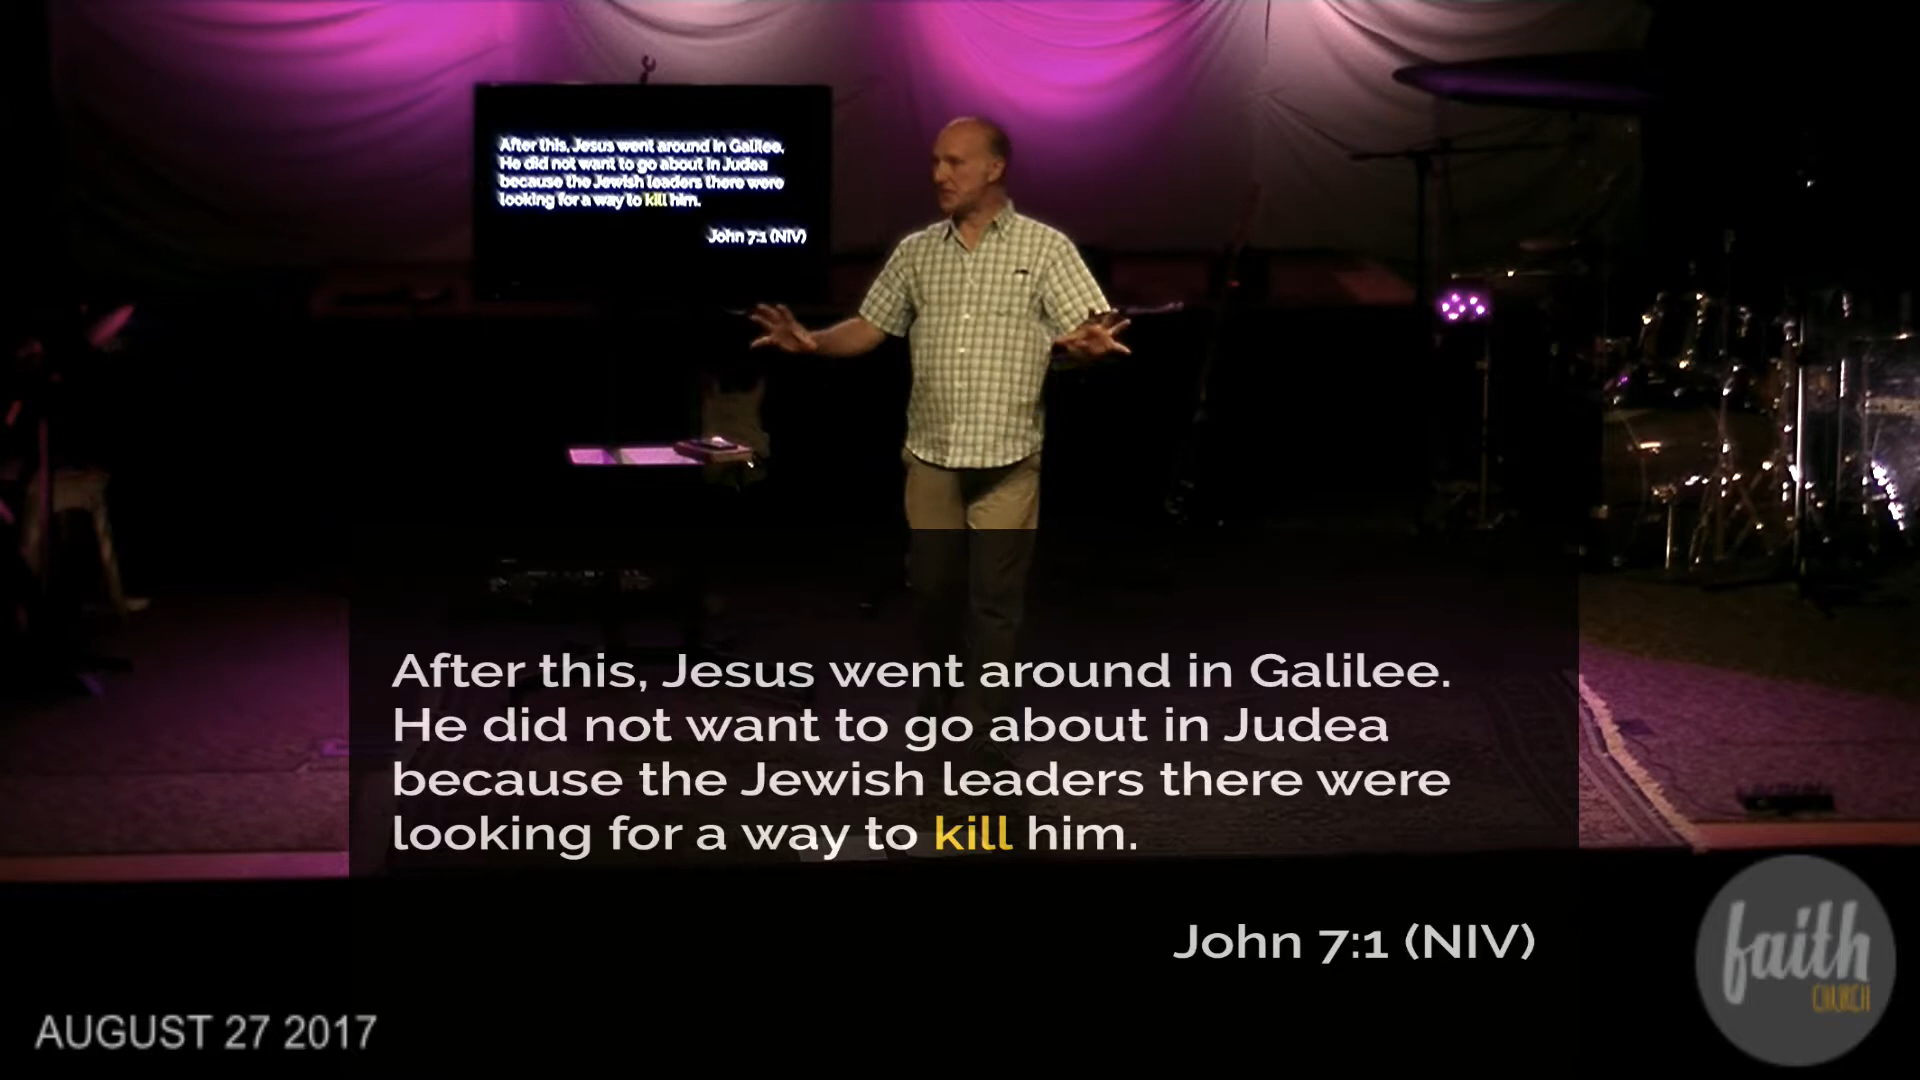 After this, Jesus went around in Galilee.
He did not want to go about in Judea
because the Jewish leaders there were
looking for a way to kill him.
John 7:1 (NIV)
After this, Jesus went around in Galilee.
He did not want to go about in Judea
because the Jewish leaders there were
looking for a way to kill him.
John 7:1 (NIV)
AUGUST 27 2017
faith
CHURCH